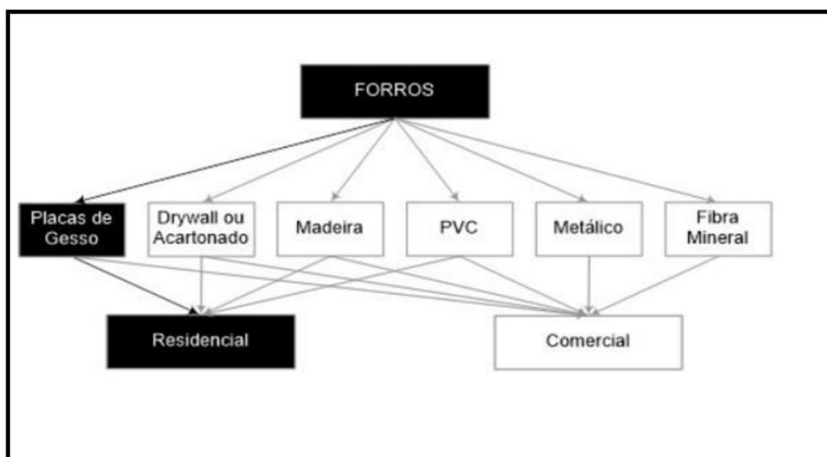 FORROS
Placas de
Gesso
Drywall ou
Acartonado
Madeira
PVC
Metálico
Fibra
Mineral
Residencial
Comercial